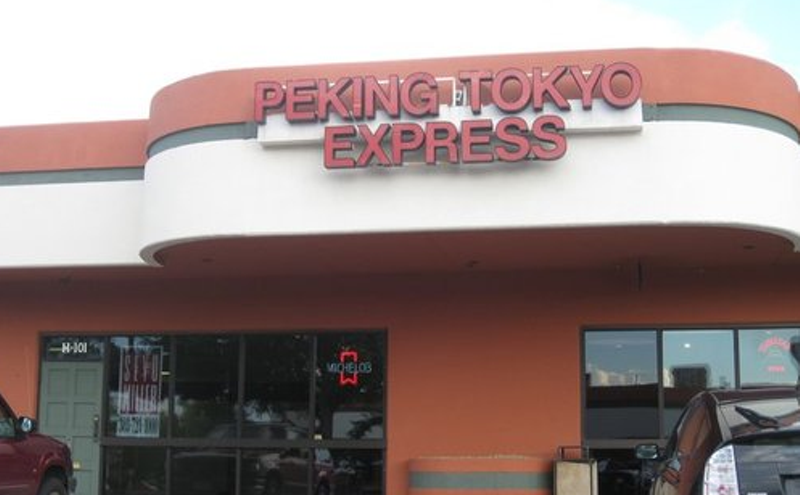 PEKING TOKYO
EXPRESS
H-101
MICHELOB